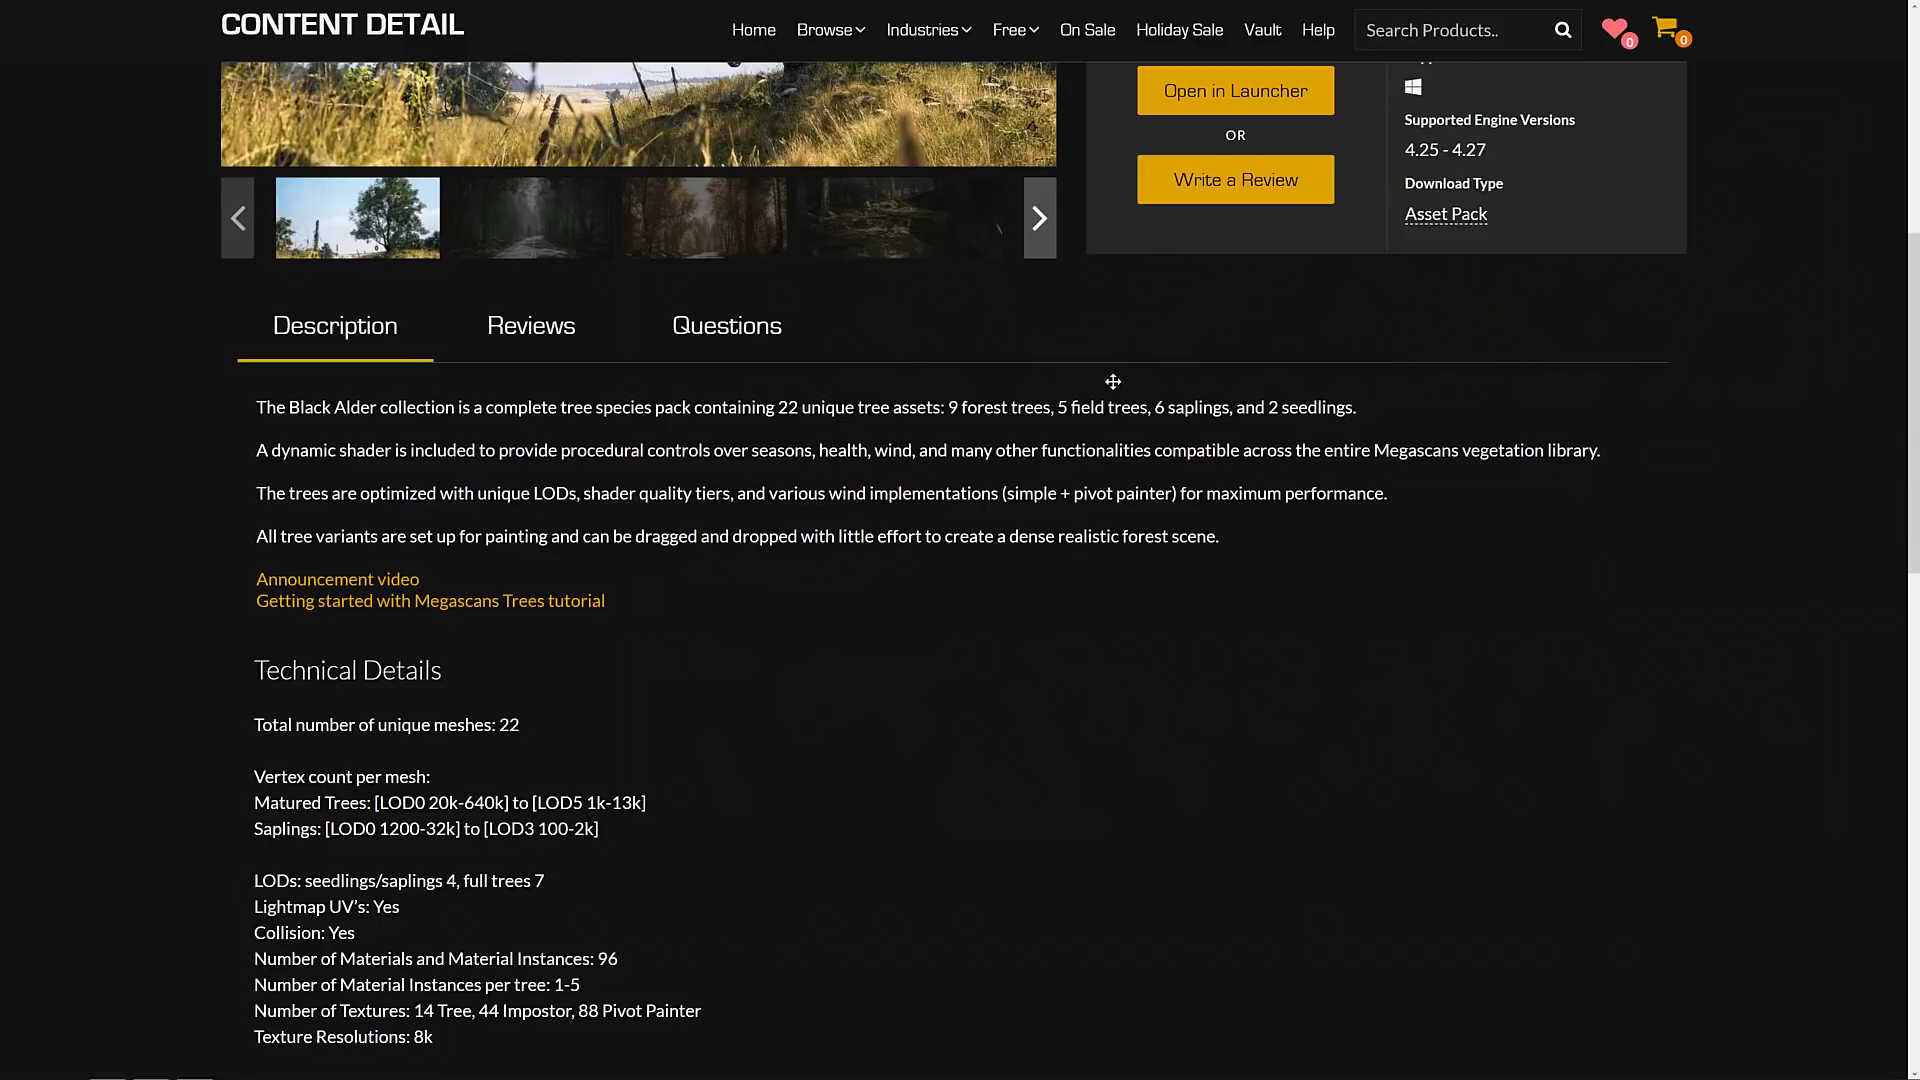 CONTENT DETAIL
Home Browse Industries Free On Sale Holiday Sale Vault Help Search Products.. 0 0
Open in Launcher
OR
Write a Review
Supported Engine Versions
4.25 - 4.27
Download Type
Asset Pack
Description Reviews Questions
The Black Alder collection is a complete tree species pack containing 22 unique tree assets: 9 forest trees, 5 field trees, 6 saplings, and 2 seedlings.
A dynamic shader is included to provide procedural controls over seasons, health, wind, and many other functionalities compatible across the entire Megascans vegetation library.
The trees are optimized with unique LODs, shader quality tiers, and various wind implementations (simple + pivot painter) for maximum performance.
All tree variants are set up for painting and can be dragged and dropped with little effort to create a dense realistic forest scene.
Announcement video
Getting started with Megascans Trees tutorial
Technical Details
Total number of unique meshes: 22
Vertex count per mesh:
Matured Trees: [LOD0 20k-640k] to [LOD5 1k-13k]
Saplings: [LOD0 1200-32k] to [LOD3 100-2k]
LODs: seedlings/saplings 4, full trees 7
Lightmap UV’s: Yes
Collision: Yes
Number of Materials and Material Instances: 96
Number of Material Instances per tree: 1-5
Number of Textures: 14 Tree, 44 Impostor, 88 Pivot Painter
Texture Resolutions: 8k